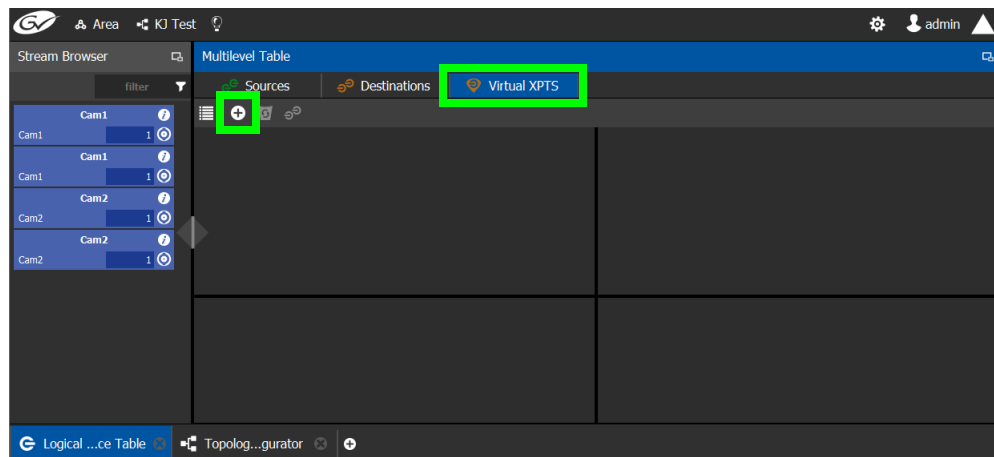 GV Area KJ Test admin
Stream Browser
Multilevel Table
filter
Sources Destinations Virtual XPTS
Cam1
Cam1 1
Cam1
Cam1 1
Cam2
Cam2 1
Cam2
Cam2 1
Logical ...ce Table Topolog...gurator